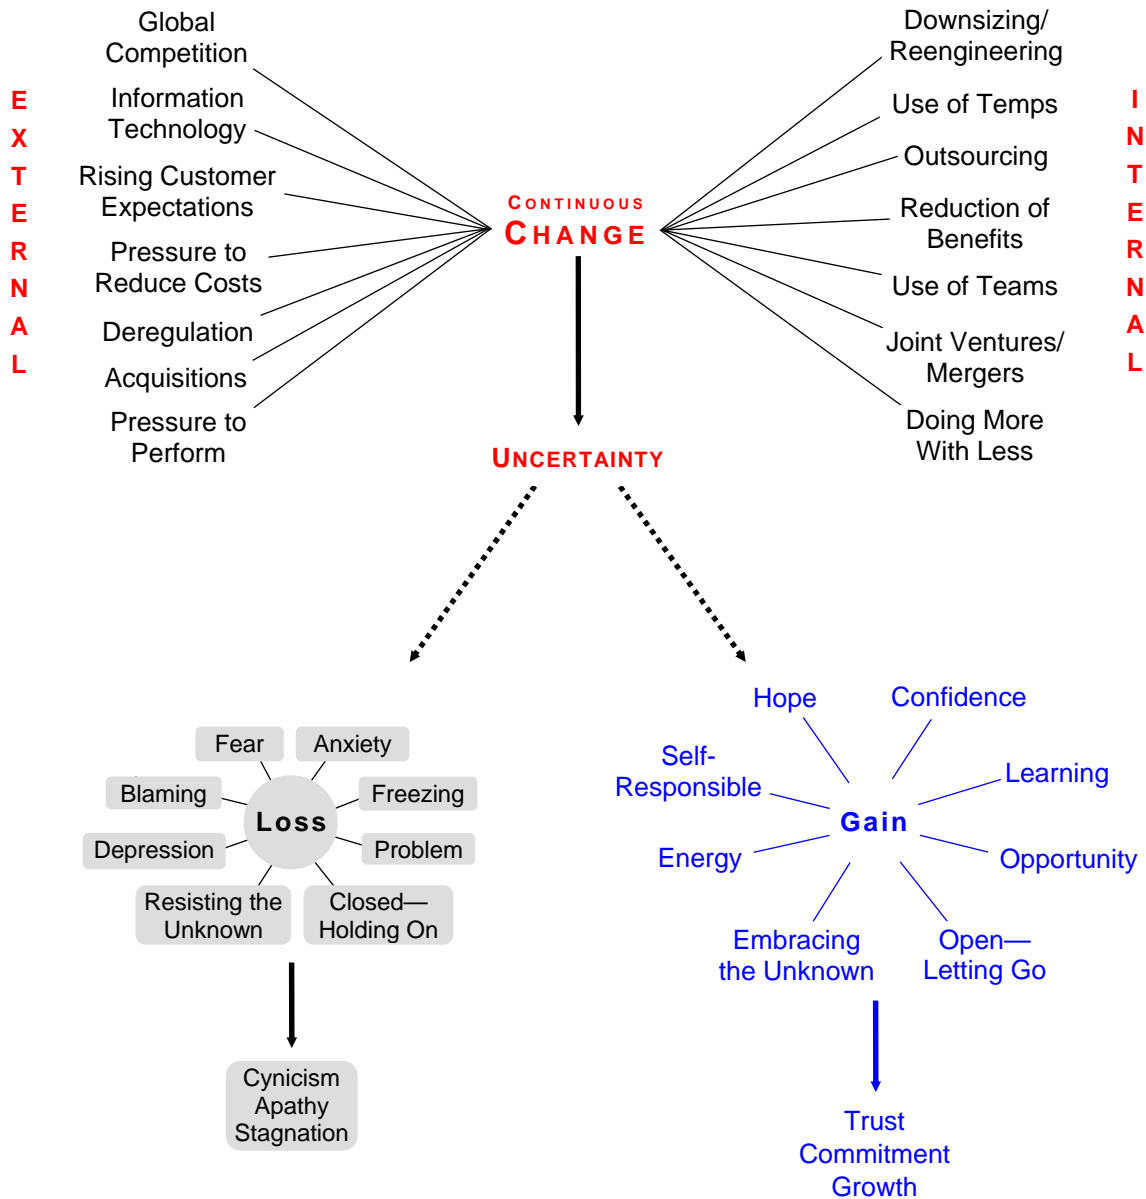 Global
Competition
Information
Technology
Rising Customer
Expectations
Pressure to
Reduce Costs
Deregulation
Acquisitions
Pressure to
Perform
EXTERNAL
CONTINUOUS
CHANGE
Downsizing/
Reengineering
Use of Temps
Outsourcing
Reduction of
Benefits
Use of Teams
Joint Ventures/
Mergers
Doing More
With Less
INTERNAL
UNCERTAINTY
Fear
Anxiety
Blaming
Freezing
Loss
Depression
Problem
Resisting the
Unknown
Closed—
Holding On
Cynicism
Apathy
Stagnation
Hope
Confidence
Self-
Responsible
Learning
Gain
Energy
Opportunity
Embracing
the Unknown
Open—
Letting Go
Trust
Commitment
Growth